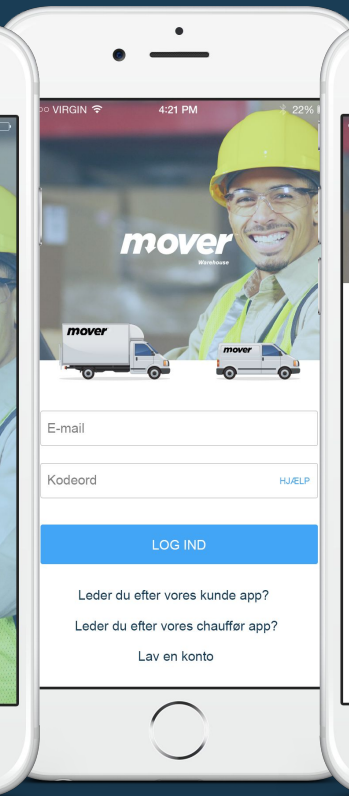 VIRGIN 4:21 PM 22%
mover
Warehouse
mover mover
E-mail
Kodeord HJÆLP
LOG IND
Leder du efter vores kunde app?
Leder du efter vores chauffør app?
Lav en konto